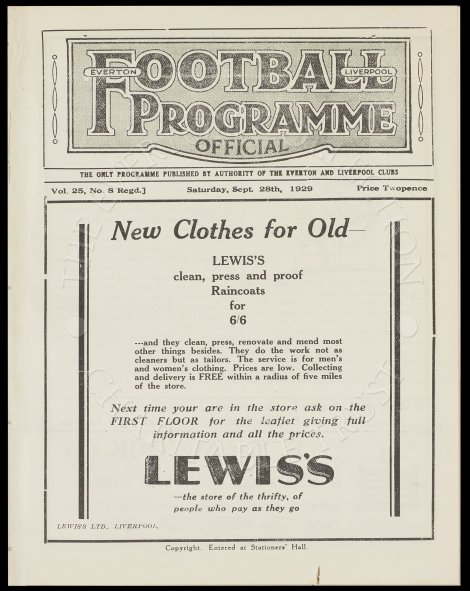 FOOTBALL
EVERTON LIVERPOOL
PROGRAMME
OFFICIAL
THE ONLY PROGRAMME PUBLISHED BY AUTHORITY OF THE EVERTON AND LIVERPOOL CLUBS
Vol. 25, No. 8 Regd.] Saturday, Sept. 28th, 1929 Price Twopence
New Clothes for Old—
LEWIS'S
clean, press and proof
Raincoats
for
6/6
---and they clean, press, renovate and mend most
other things besides. They do the work not as
cleaners but as tailors. The service is for men's
and women's clothing. Prices are low. Collecting
and delivery is FREE within a radius of five miles
of the store.
Next time your are in the store ask on the
FIRST FLOOR for the leaflet giving full
information and all the prices.
LEWIS'S
—the store of the thrifty, of
people who pay as they go
LEWIS'S LTD., LIVERPOOL.
Copyright. Entered at Stationers' Hall.